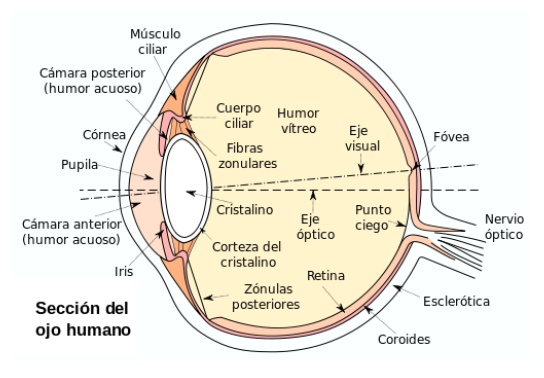 Músculo
ciliar
Cámara posterior
(humor acuoso)
Córnea
Pupila
Cámara anterior
(humor acuoso)
Iris
Cuerpo
ciliar
Fibras
zonulares
Humor
vítreo
Eje
visual
Fóvea
Cristalino
Eje
óptico
Punto
ciego
Nervio
óptico
Corteza del
cristalino
Zónulas
posteriores
Retina
Esclerótica
Coroides
Sección del
ojo humano